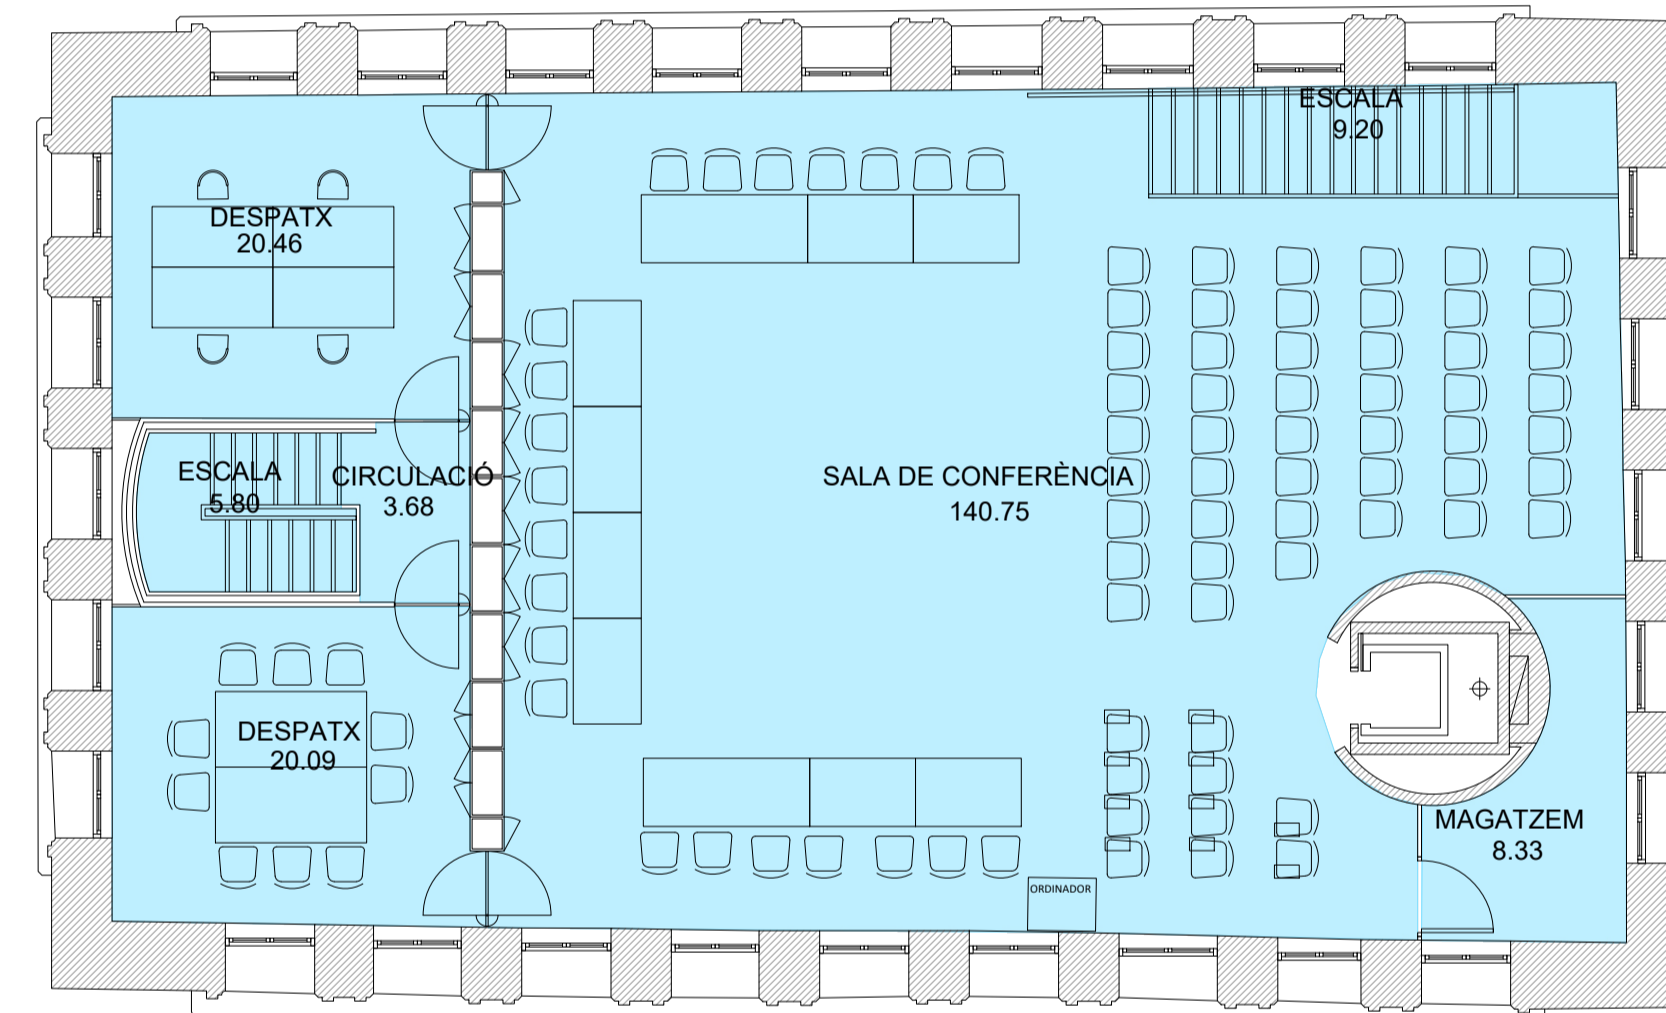 ESCALA
9.20
DESPATX
20.46
ESCALA
5.80
CIRCULACIÓ
3.68
SALA DE CONFERÈNCIA
140.75
DESPATX
20.09
MAGATZEM
8.33
ORDINADOR